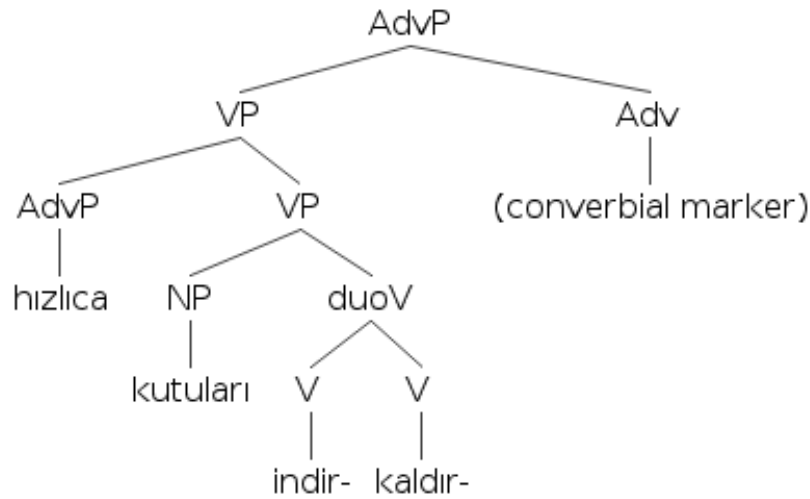 AdvP
VP Adv
AdvP VP (converbial marker)
hızlıca NP duoV
kutuları V V
indir- kaldır-